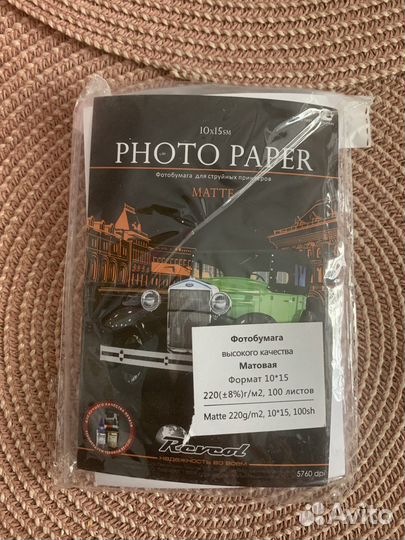 10x15SM
PHOTO PAPER
Фотобумага для струйных принтеров
MATTE
Фотобумага
высокого качества
Матовая
Формат 10*15
220(±8%)г/м2, 100 листов
Matte 220g/m2, 10*15, 100sh
Revcol
НАДЕЖНОСТЬ ВО ВСЕМ
5760 dpi
Avito